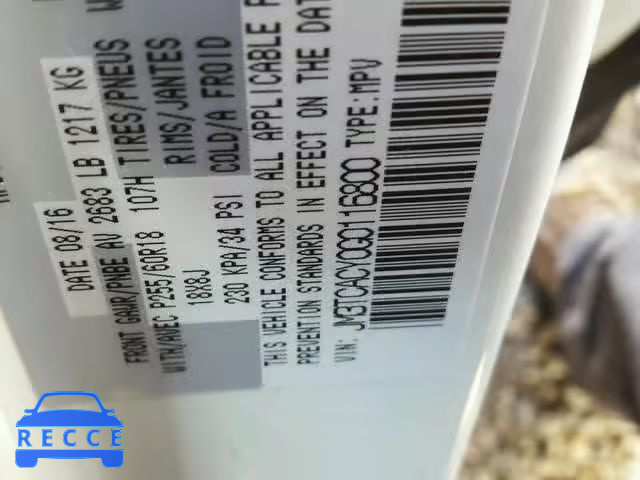 DATE 08/16
FRONT GAWR/PNBE AV 2683 LB 1217 KG
WITH/AVEC P255/60R18 107H TIRES/PNEUS
18X8J RIMS/JANTES
230 KPA/34 PSI COLD/A FROID
THIS VEHICLE CONFORMS TO ALL APPLICABLE
PREVENTION STANDARDS IN EFFECT ON THE DAT
VIN: JM3TCACY0G0116800 TYPE: MPV
RECCE